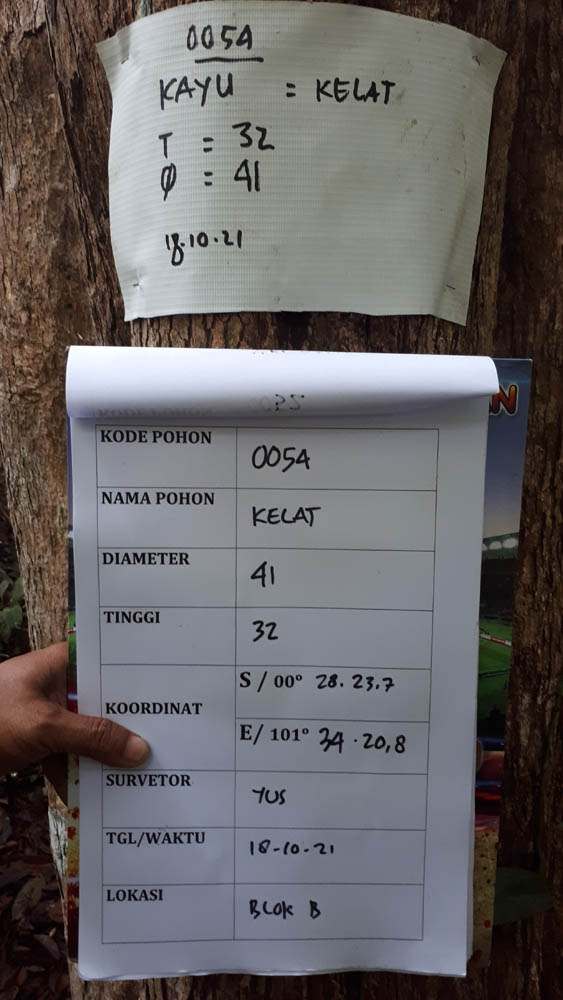 0054
KAYU = KELAT
T = 32
Ø = 41
18.10.21
KODE POHON 0054
NAMA POHON KELAT
DIAMETER 41
TINGGI 32
KOORDINAT
S / 00° 28. 23.7
E/ 101° 34 . 20,8
SURVETOR YUS
TGL/WAKTU 18-10-21
LOKASI BLOK B